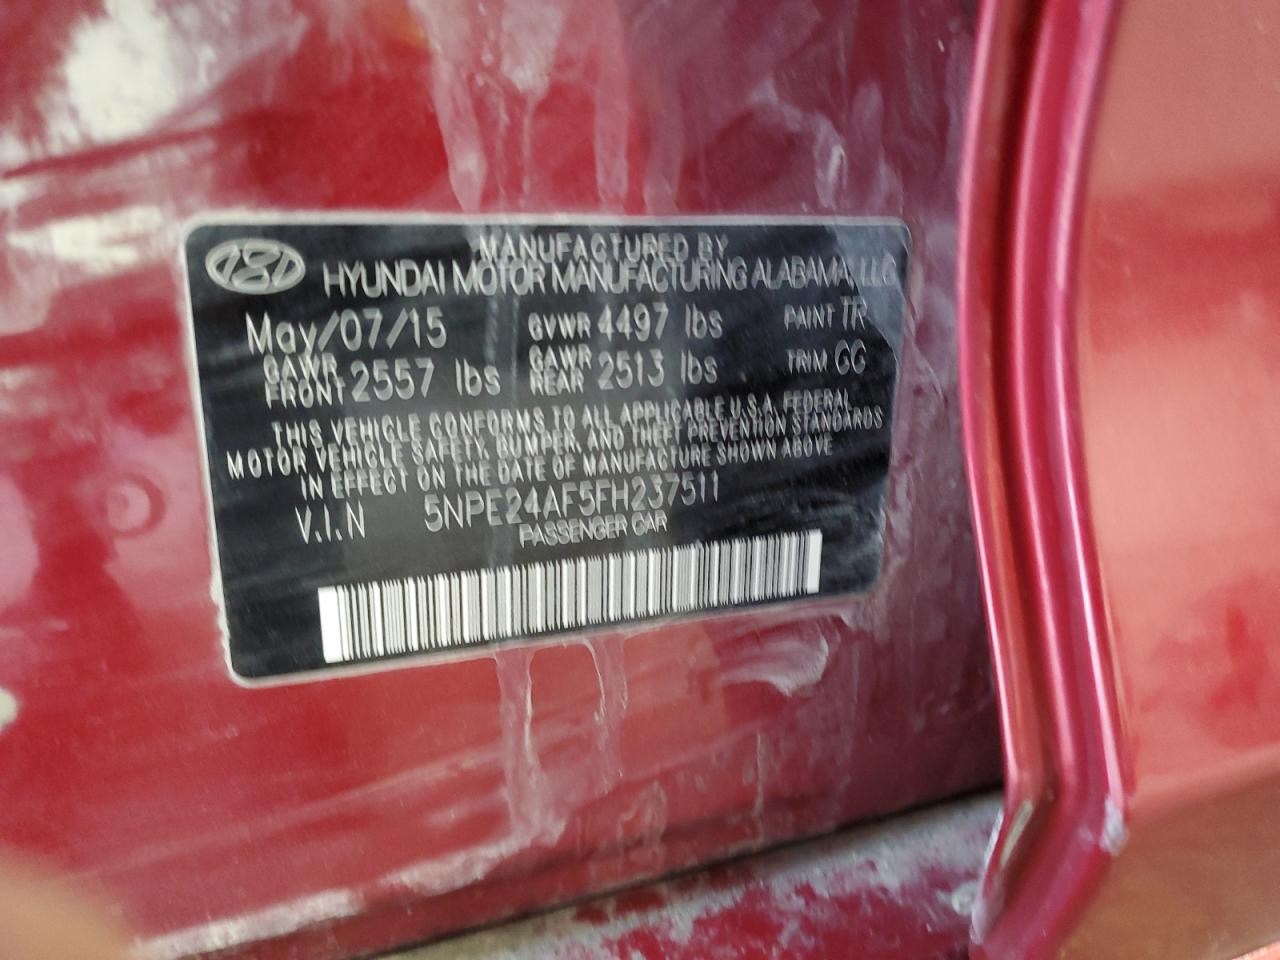 MANUFACTURED BY
HYUNDAI MOTOR MANUFACTURING ALABAMA, LLC
May/07/15 GVWR 4497 lbs PAINT TR
GAWR FRONT 2557 lbs GAWR REAR 2513 lbs TRIM GG
THIS VEHICLE CONFORMS TO ALL APPLICABLE U.S.A. FEDERAL
MOTOR VEHICLE SAFETY, BUMPER, AND THEFT PREVENTION STANDARDS
IN EFFECT ON THE DATE OF MANUFACTURE SHOWN ABOVE
V.I.N 5NPE24AF5FH237511
PASSENGER CAR